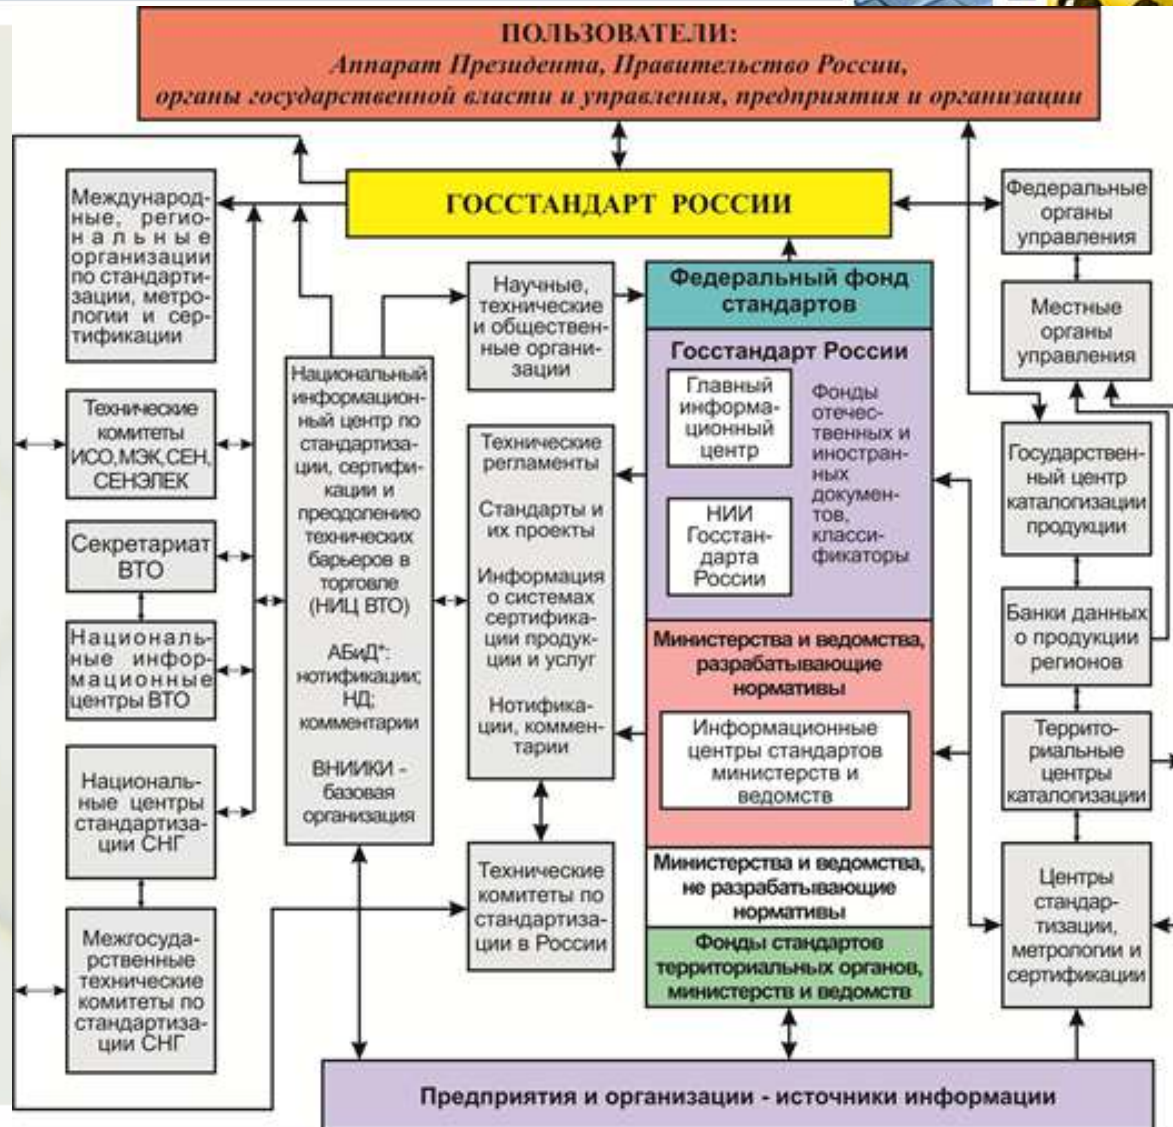 ПОЛЬЗОВАТЕЛИ:
Аппарат Президента, Правительство России,
органы государственной власти и управления, предприятия и организации
ГОССТАНДАРТ РОССИИ
Международ-
ные, регио-
нальные
организации
по стандарти-
зации, метро-
логии и сер-
тификации
Технические
комитеты
ИСО,МЭК,СЕН,
СЕНЭЛЕК
Секретариат
ВТО
Националь-
ные инфор-
мационные
центры ВТО
Националь-
ные центры
стандартиза-
ции СНГ
Межгосуда-
рственные
технические
комитеты по
стандартиза-
ции СНГ
Национальный
информацион-
ный центр по
стандартиза-
ции, сертифи-
кации и
преодолению
технических
барьеров в
торговле
(НИЦ ВТО)
АБиД*:
нотификации;
НД;
комментарии
ВНИИКИ -
базовая
организация
Научные,
технические
и обществен-
ные органи-
зации
Технические
регламенты
Стандарты и
их проекты
Информация
о системах
сертифика-
ции продук-
ции и услуг
Нотифика-
ции, коммен-
тарии
Технические
комитеты по
стандартиза-
ции в России
Федеральный фонд
стандартов
Госстандарт России
Главный
информа-
ционный
центр
НИИ
Госстан-
дарта
России
Фонды
отечес-
твенных и
иностран-
ных
докумен-
тов,
класси-
фикаторы
Министерства и ведомства,
разрабатывающие
нормативы
Информационные
центры стандартов
министерств и
ведомств
Министерства и ведомства,
не разрабатывающие
нормативы
Фонды стандартов
территориальных органов,
министерств и ведомств
Федеральные
органы
управления
Местные
органы
управления
Государствен-
ный центр
каталогизации
продукции
Банки данных
о продукции
регионов
Террито-
риальные
центры
каталогизации
Центры
стандар-
тизации,
метрологии и
сертификации
Предприятия и организации - источники информации